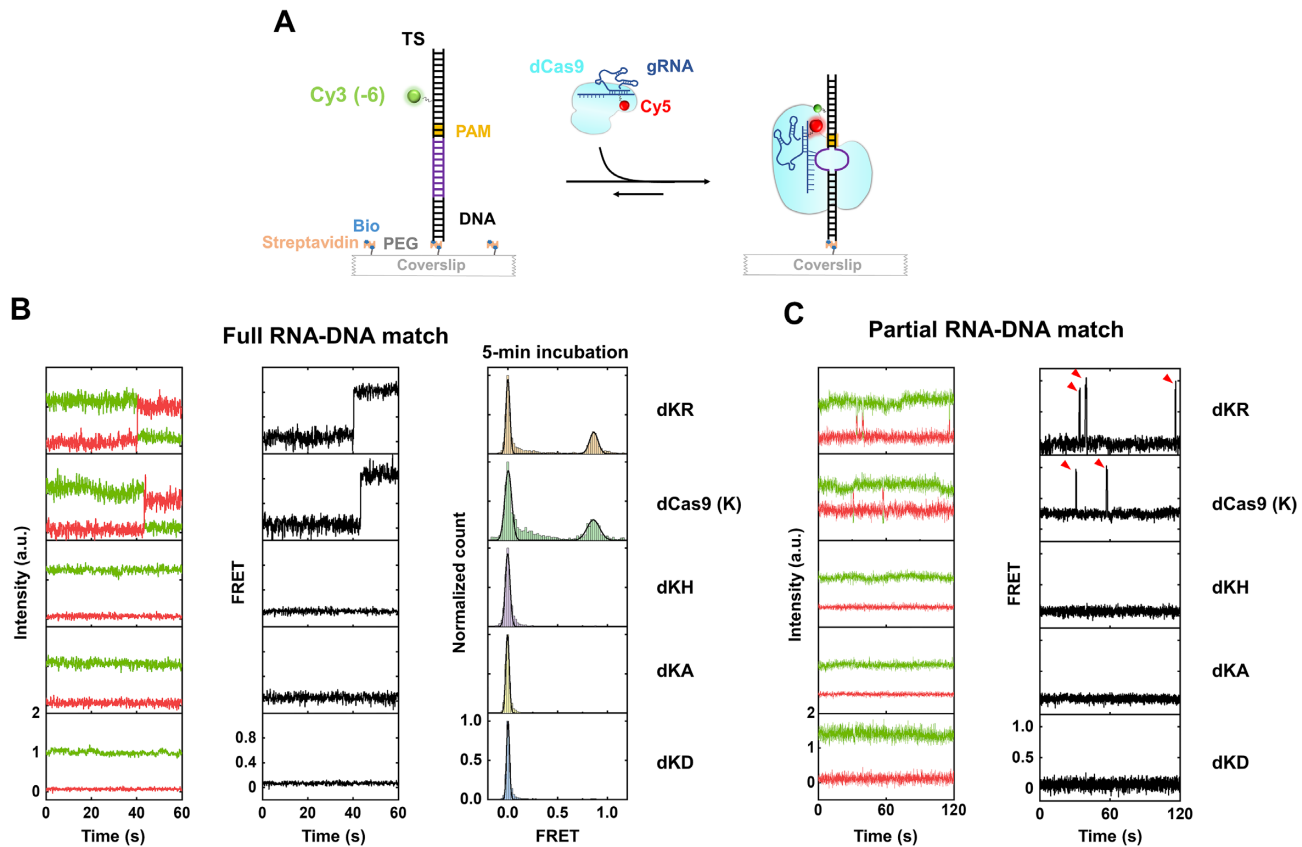 A
TS
Cy3 (-6)
PAM
Bio
DNA
Streptavidin
PEG
Coverslip
dCas9
gRNA
Cy5
Coverslip
B
Full RNA-DNA match
5-min incubation
Intensity (a.u.)
2
1
0
0 20 40 60
Time (s)
FRET
0.8
0.4
0
0 20 40 60
Time (s)
Normalized count
1.0
0.5
0.0
0.0 0.5 1.0
FRET
dKR
dCas9 (K)
dKH
dKA
dKD
C
Partial RNA-DNA match
Intensity (a.u.)
2
1
0
0 60 120
Time (s)
FRET
1.0
0.5
0.0
0 60 120
Time (s)
dKR
dCas9 (K)
dKH
dKA
dKD